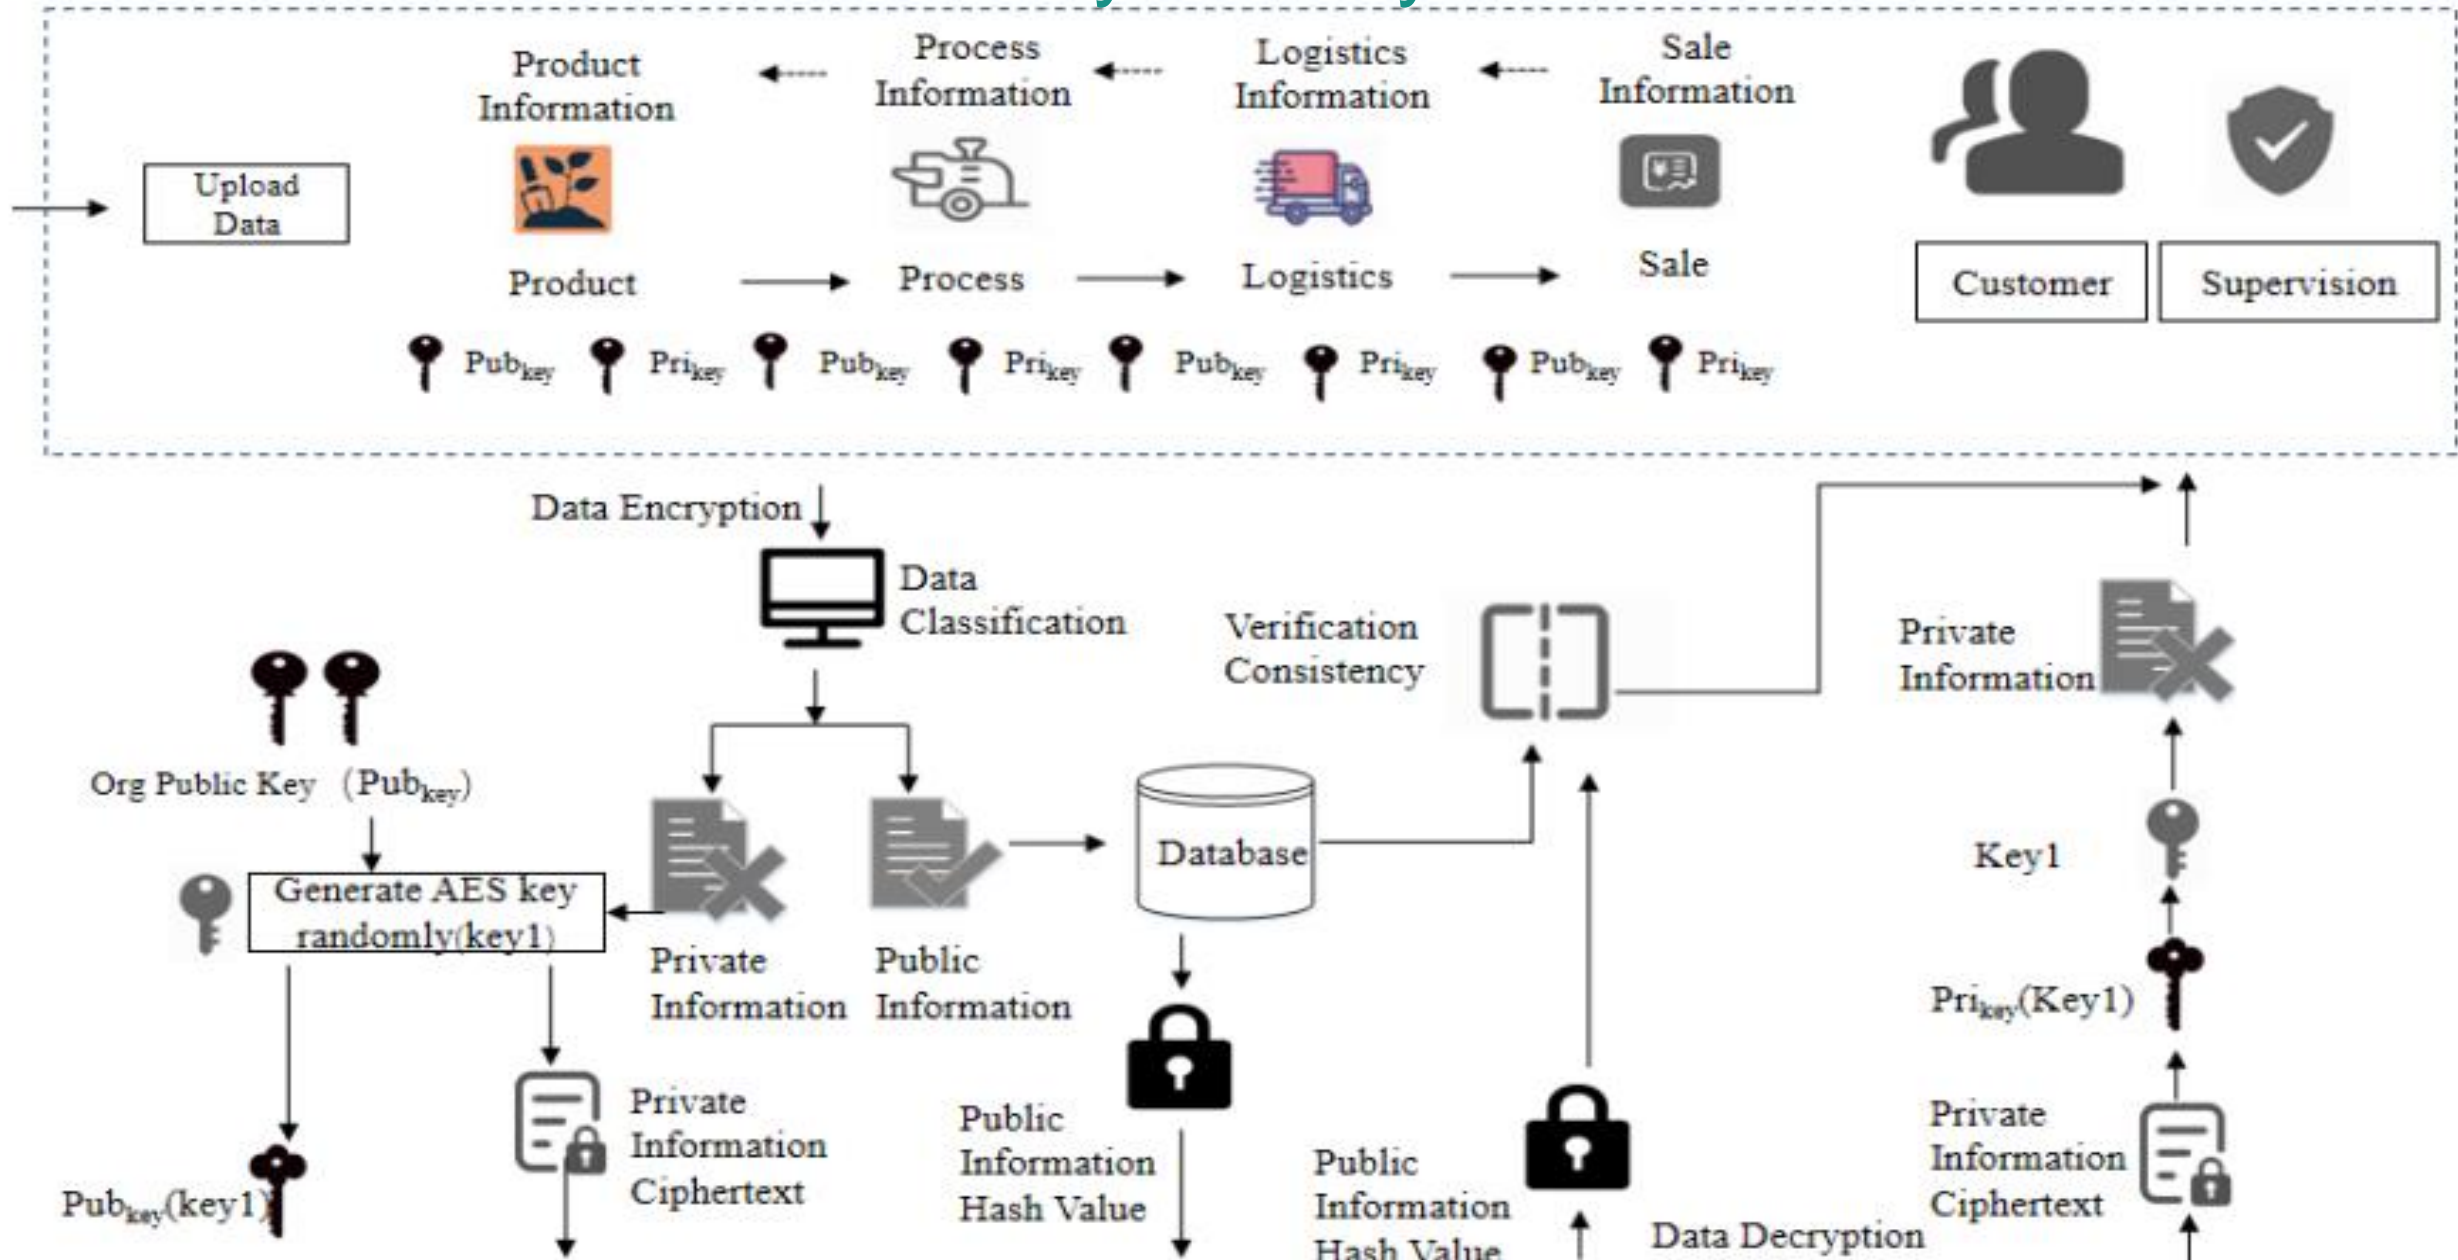 Product
Information
Process
Information
Logistics
Information
Sale
Information
Upload
Data
Product
Process
Logistics
Sale
Customer
Supervision
Pubkey
Prikey
Pubkey
Prikey
Pubkey
Prikey
Pubkey
Prikey
Data Encryption
Data
Classification
Verification
Consistency
Private
Information
Org Public Key (Pubkey)
Database
Key1
Generate AES key
randomly(key1)
Private
Information
Public
Information
Prikey(Key1)
Private
Information
Ciphertext
Public
Information
Hash Value
Private
Information
Ciphertext
Public
Information
Hash Value
Pubkey(key1)
Data Decryption